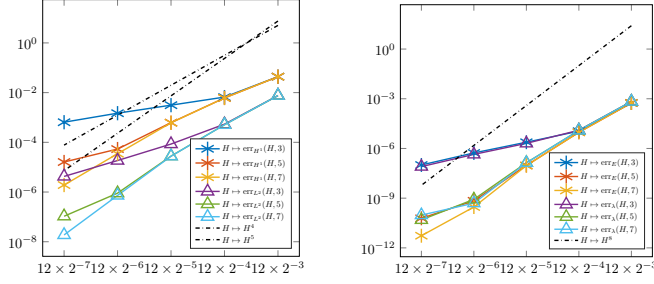 10^0
10^−2
10^−4
10^−6
10^−8
H ↦ err_{H^1}(H, 3)
H ↦ err_{H^1}(H, 5)
H ↦ err_{H^1}(H, 7)
H ↦ err_{L^2}(H, 3)
H ↦ err_{L^2}(H, 5)
H ↦ err_{L^2}(H, 7)
H ↦ H^4
H ↦ H^5
12 × 2^−7 12 × 2^−6 12 × 2^−5 12 × 2^−4 12 × 2^−3
10^0
10^−3
10^−6
10^−9
10^−12
H ↦ err_E(H, 3)
H ↦ err_E(H, 5)
H ↦ err_E(H, 7)
H ↦ err_λ(H, 3)
H ↦ err_λ(H, 5)
H ↦ err_λ(H, 7)
H ↦ H^8
12 × 2^−7 12 × 2^−6 12 × 2^−5 12 × 2^−4 12 × 2^−3